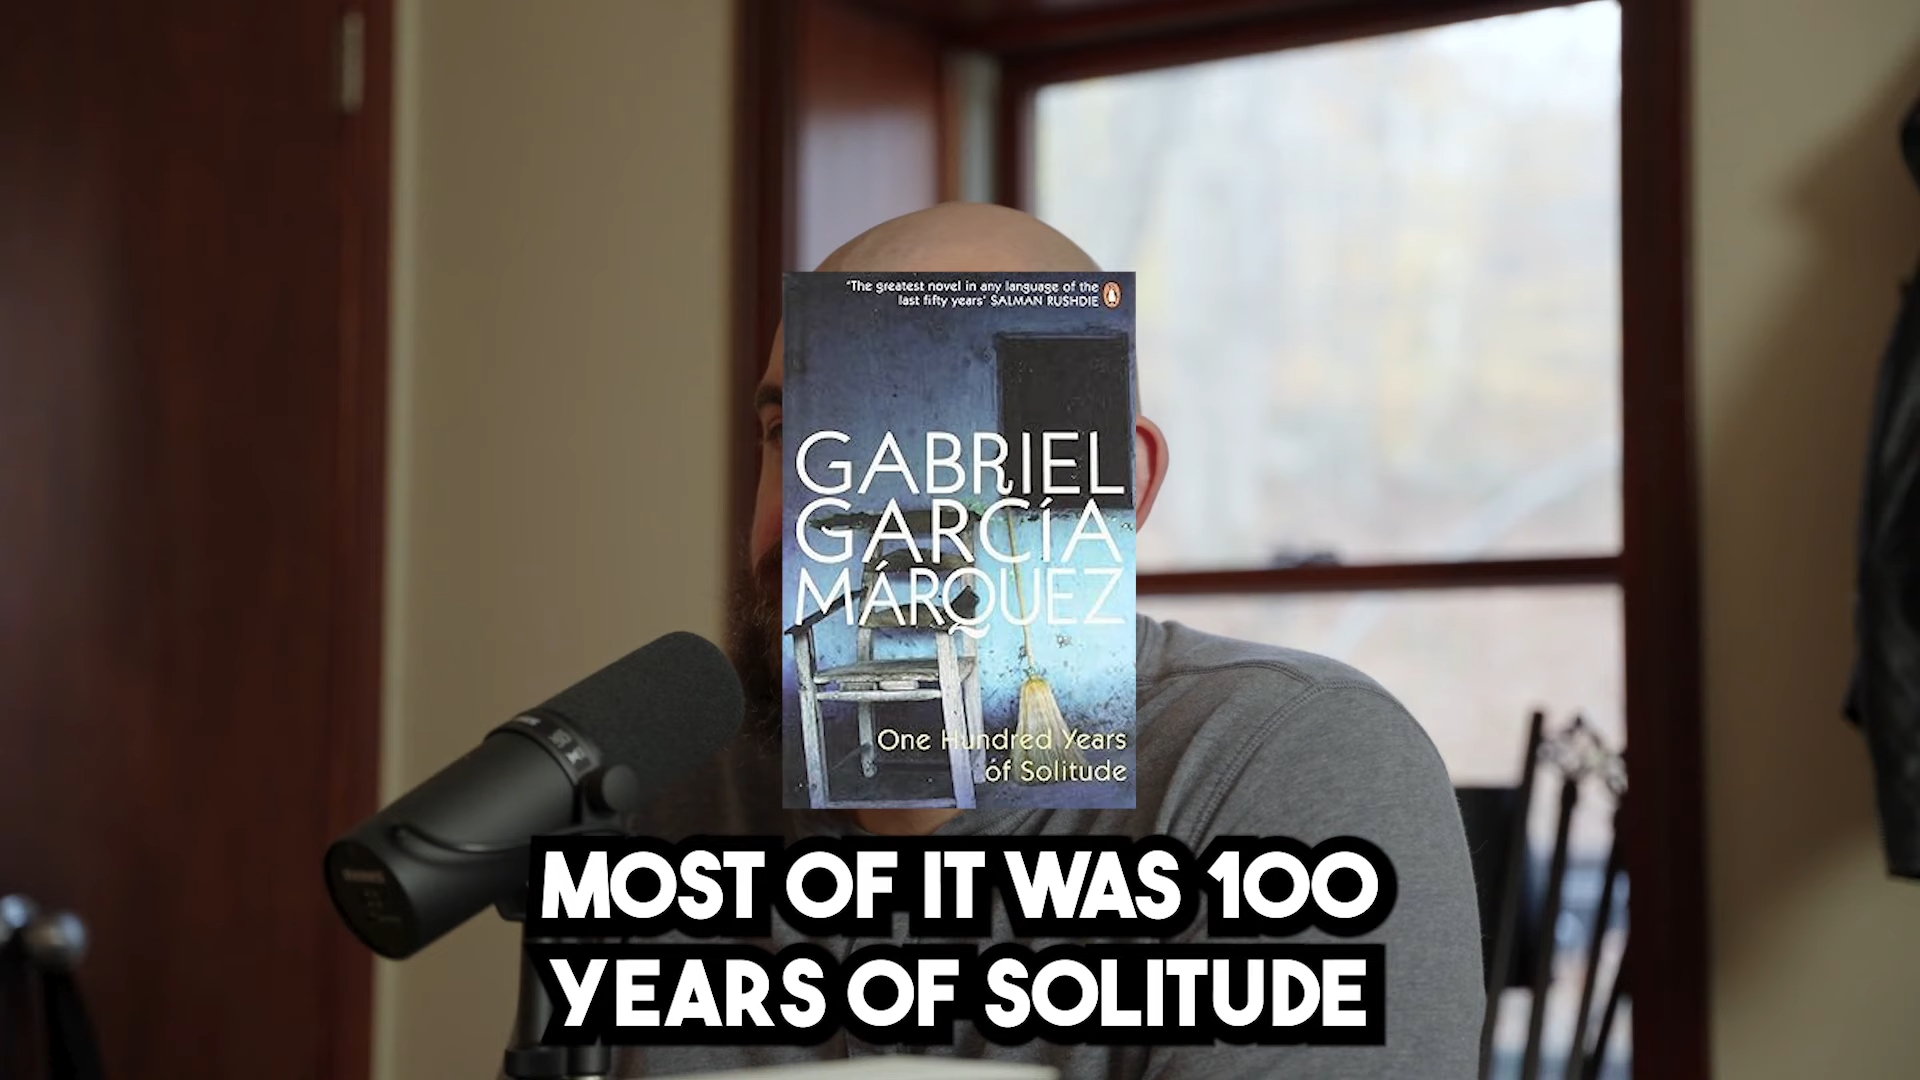 'The greatest novel in any language of the
last fifty years' SALMAN RUSHDIE
GABRIEL
GARCÍA
MÁRQUEZ
One Hundred Years
of Solitude
MOST OF IT WAS 100
YEARS OF SOLITUDE